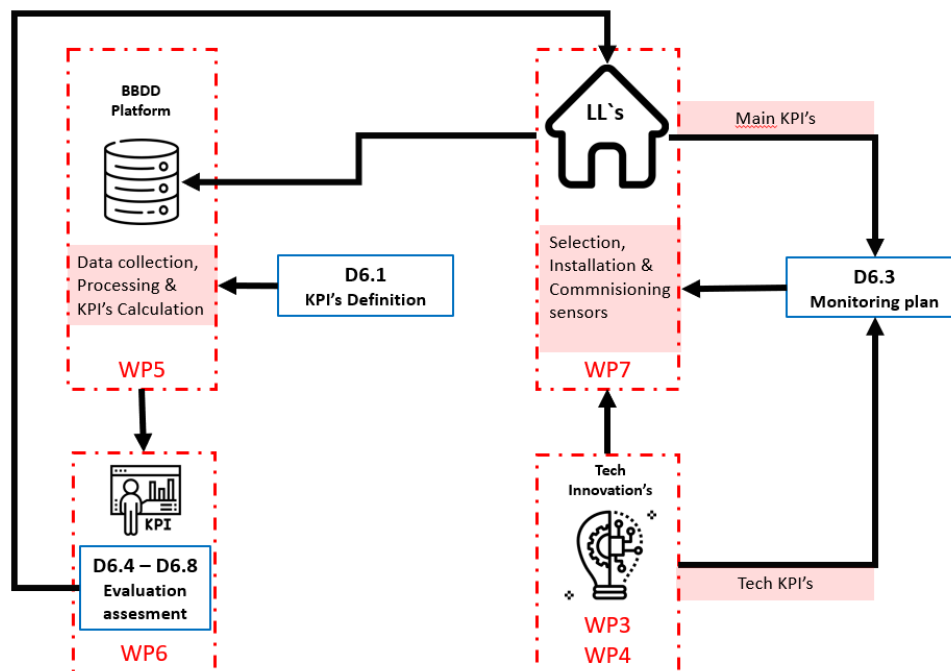 BBDD
Platform
Data collection,
Processing &
KPI's Calculation
WP5
D6.1
KPI's Definition
LL`s
Main KPI's
Selection,
Installation &
Commnisioning
sensors
WP7
D6.3
Monitoring plan
KPI
D6.4 – D6.8
Evaluation
assesment
WP6
Tech
Innovation's
WP3
WP4
Tech KPI's